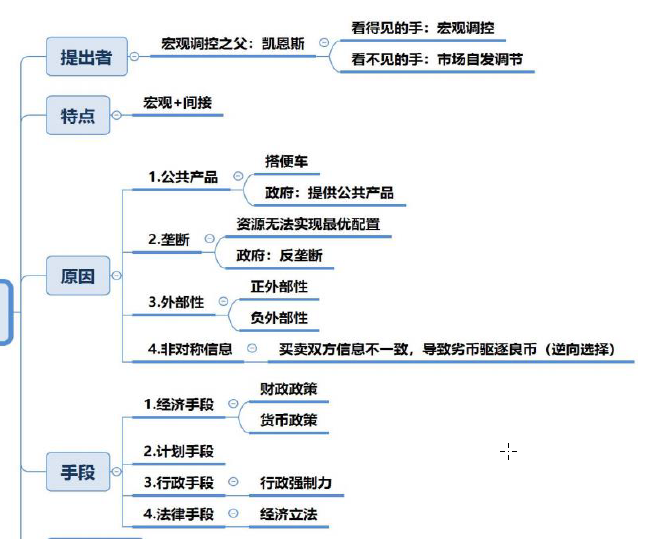 提出者
宏观调控之父：凯恩斯
看得见的手：宏观调控
看不见的手：市场自发调节
特点
宏观+间接
原因
1.公共产品
搭便车
政府：提供公共产品
2.垄断
资源无法实现最优配置
政府：反垄断
3.外部性
正外部性
负外部性
4.非对称信息
买卖双方信息不一致，导致劣币驱逐良币（逆向选择）
手段
1.经济手段
财政政策
货币政策
2.计划手段
3.行政手段
行政强制力
4.法律手段
经济立法